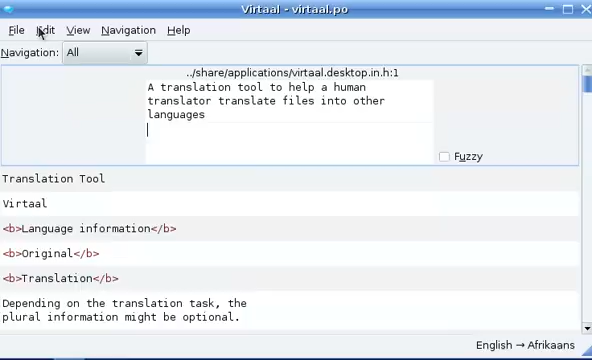 Virtaal - virtaal.po
File Edit View Navigation Help
Navigation: All
../share/applications/virtaal.desktop.in.h:1
A translation tool to help a human
translator translate files into other
languages
Fuzzy
Translation Tool
Virtaal
<b>Language information</b>
<b>Original</b>
<b>Translation</b>
Depending on the translation task, the
plural information might be optional.
English → Afrikaans